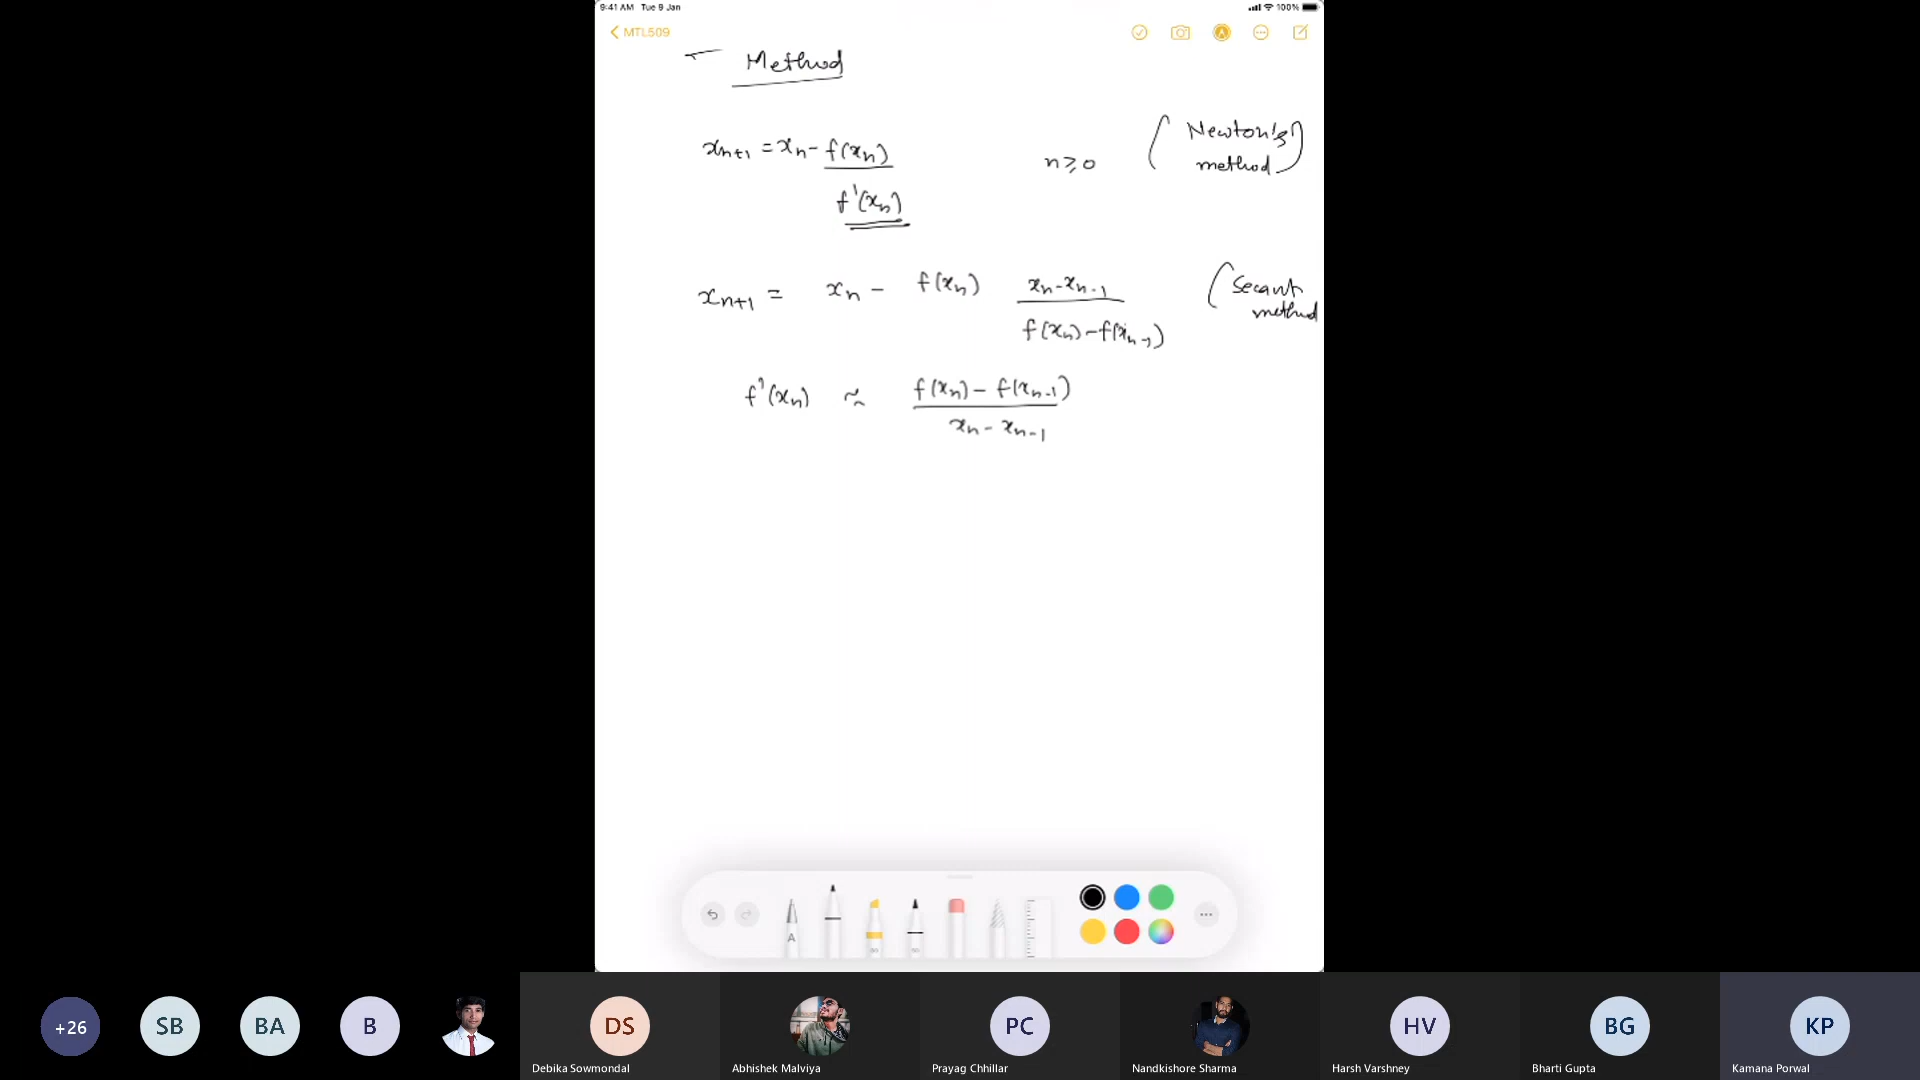 9:41 AM Tue 9 Jan
100%
MTL509
Method
xn+1 = xn - f(xn) / f'(xn) n ≥ 0 (Newton's method)
xn+1 = xn - f(xn) (xn - xn-1) / (f(xn) - f(xn-1)) (Secant method
f'(xn) ≈ (f(xn) - f(xn-1)) / (xn - xn-1)
A
+26
SB
BA
B
DS
PC
HV
BG
KP
Debika Sowmondal
Abhishek Malviya
Prayag Chhillar
Nandkishore Sharma
Harsh Varshney
Bharti Gupta
Kamana Porwal